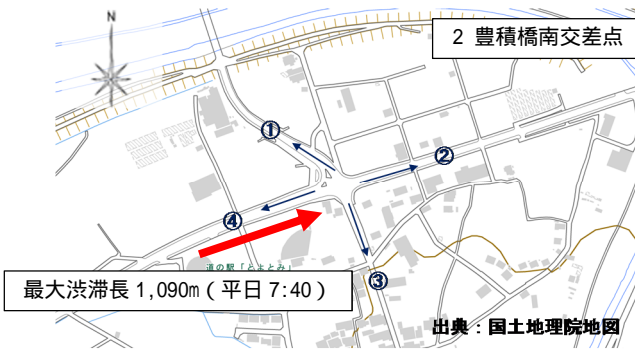 N
2 豊積橋南交差点
①
②
④
道の駅「とよとみ」
③
最大渋滞長 1,090m（平日 7:40）
出典：国土地理院地図